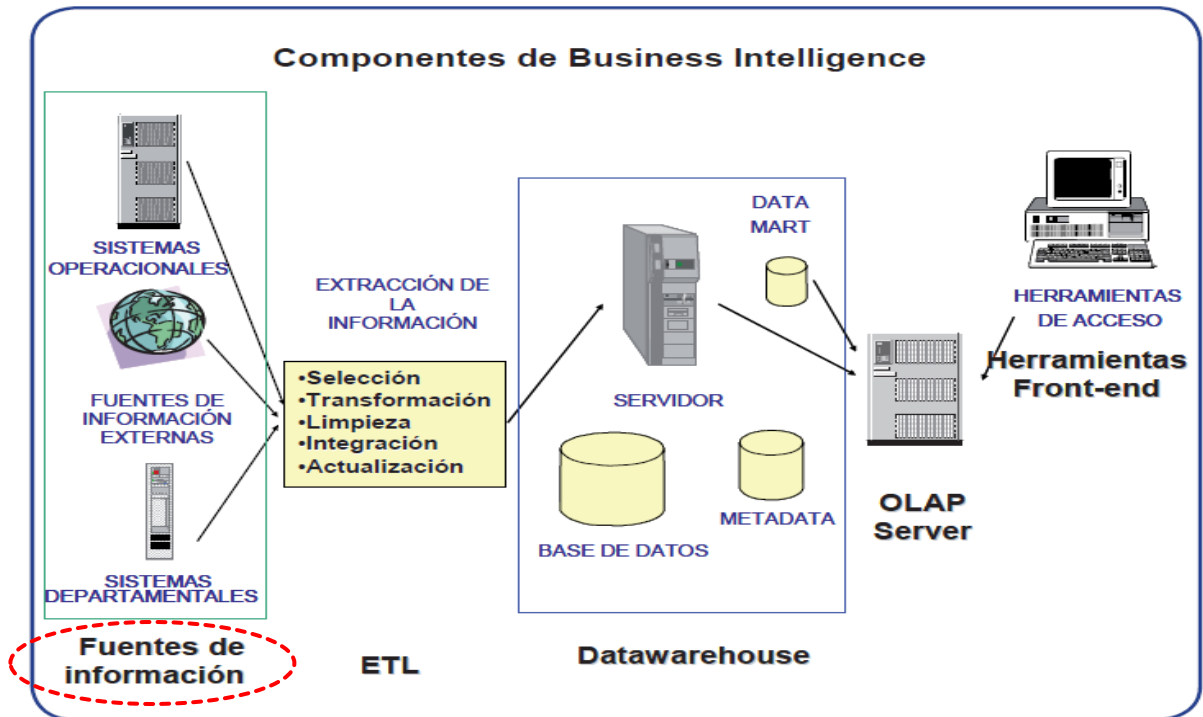 Componentes de Business Intelligence
SISTEMAS
OPERACIONALES
FUENTES DE
INFORMACIÓN
EXTERNAS
SISTEMAS
DEPARTAMENTALES
Fuentes de
información
EXTRACCIÓN DE
LA
INFORMACIÓN
•Selección
•Transformación
•Limpieza
•Integración
•Actualización
ETL
DATA
MART
SERVIDOR
BASE DE DATOS
METADATA
Datawarehouse
OLAP
Server
HERRAMIENTAS
DE ACCESO
Herramientas
Front-end